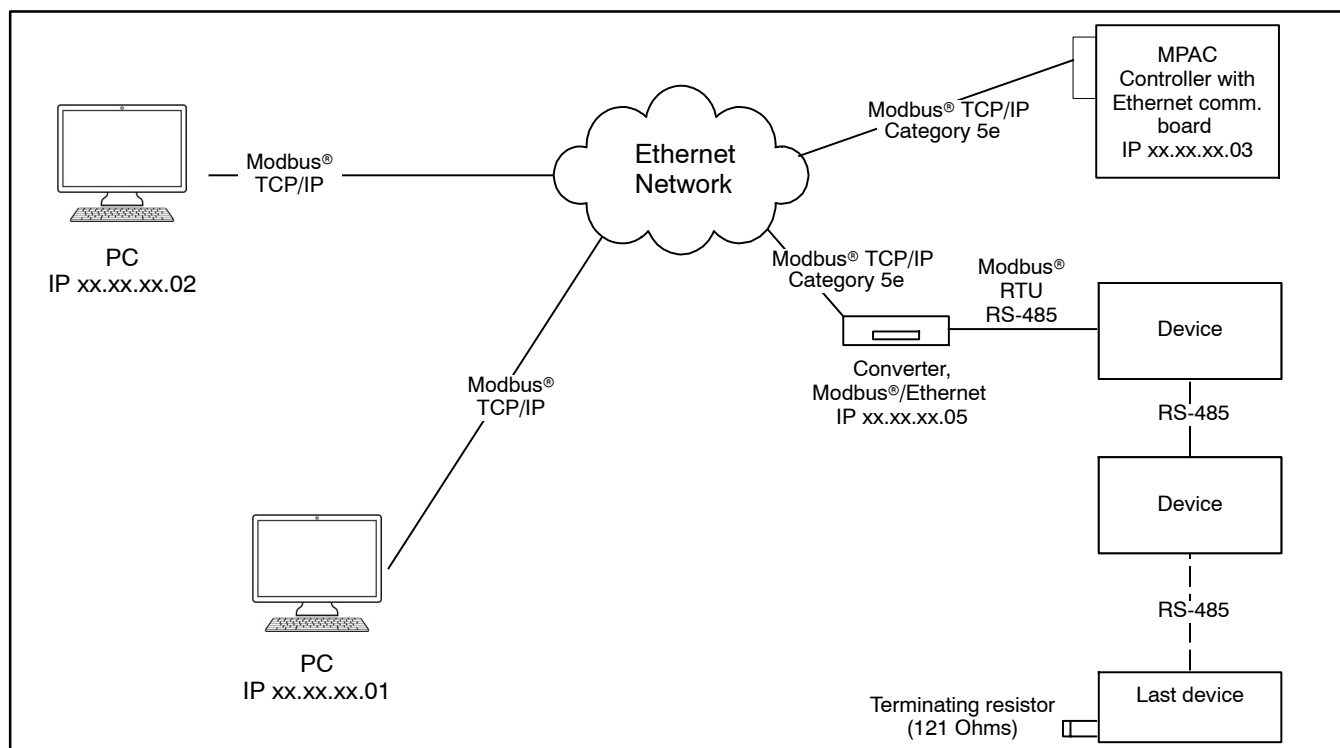 MPAC
Controller with
Ethernet comm.
board
IP xx.xx.xx.03
Modbus® TCP/IP
Category 5e
Ethernet
Network
Modbus®
TCP/IP
PC
IP xx.xx.xx.02
Modbus® TCP/IP
Category 5e
Modbus®
RTU
RS-485
Device
Converter,
Modbus®/Ethernet
IP xx.xx.xx.05
Modbus®
TCP/IP
RS-485
Device
RS-485
PC
IP xx.xx.xx.01
Last device
Terminating resistor
(121 Ohms)